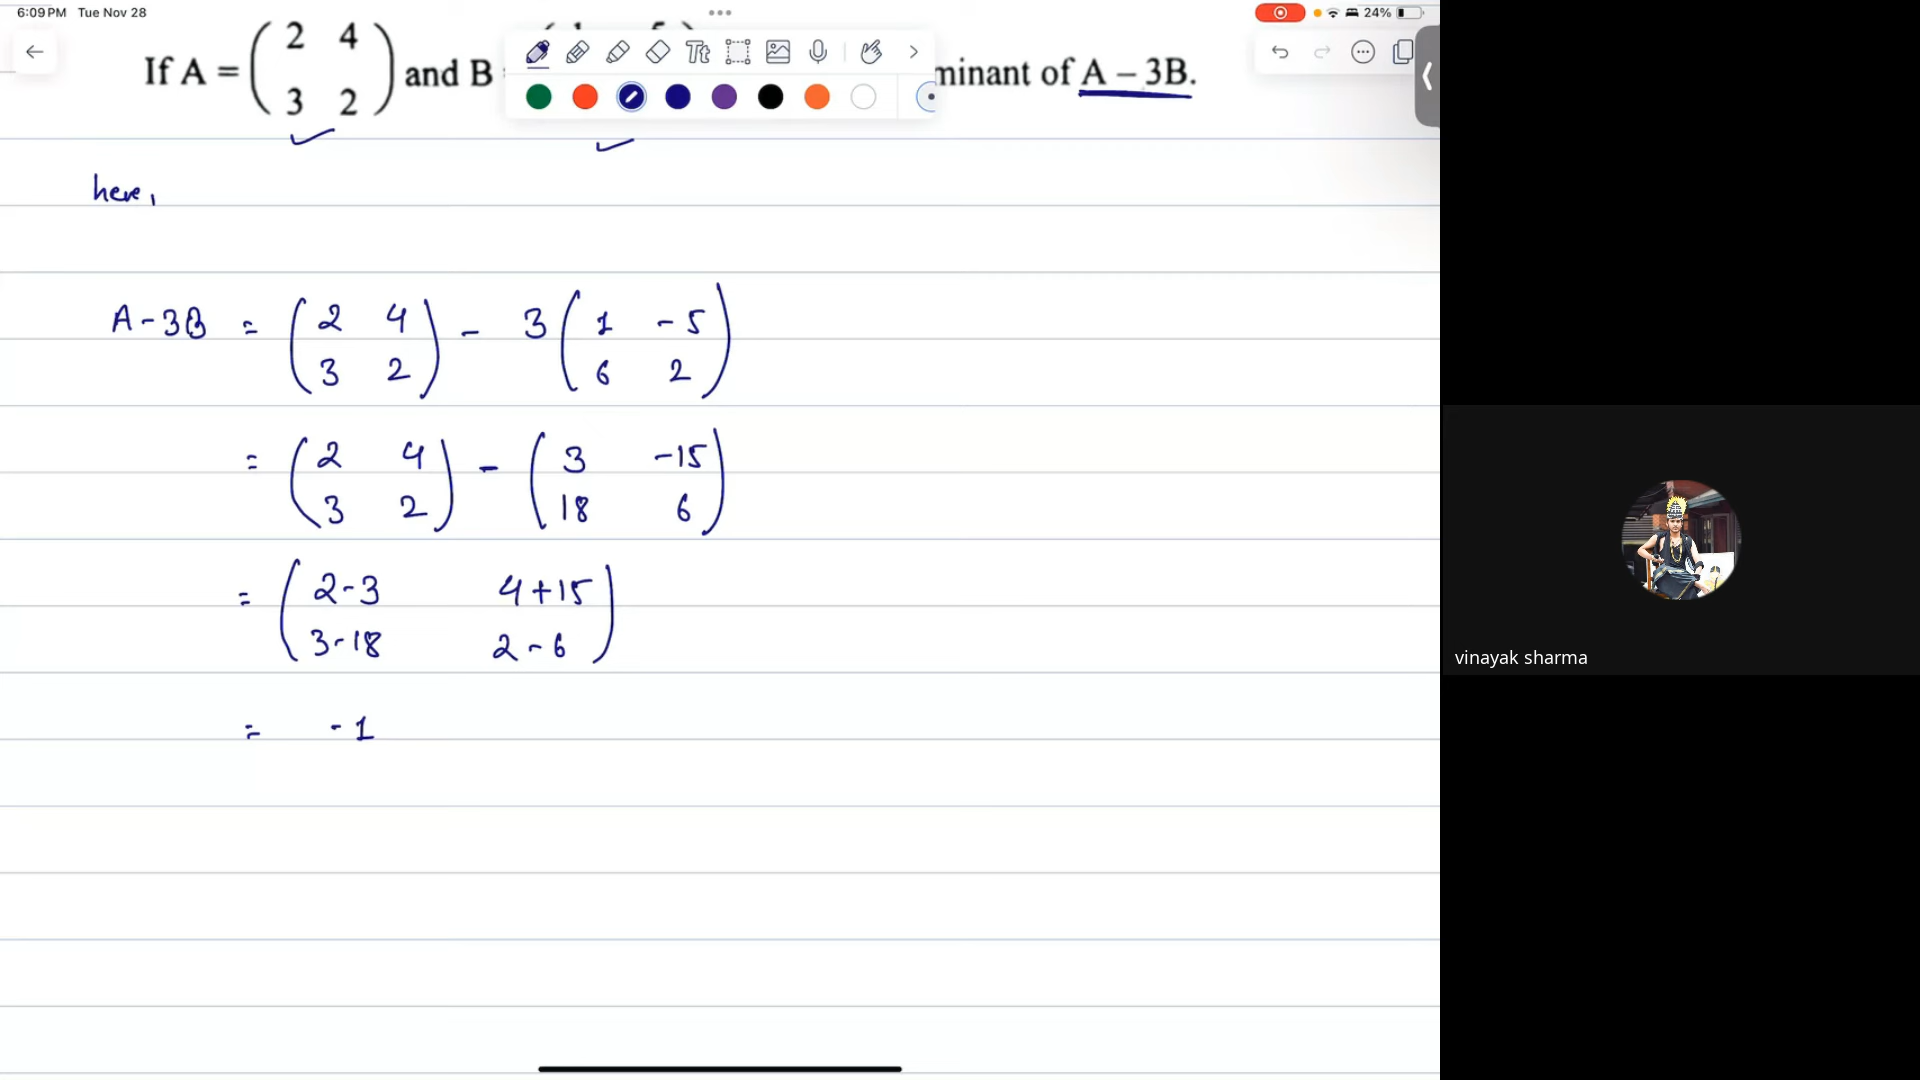 6:09 PM Tue Nov 28
24%
If A = ( 2 4 ) and B minant of A – 3B.
3 2
Tt
here,
A - 3B = ( 2 4 ) - 3 ( 1 - 5 )
3 2 6 2
= ( 2 4 ) - ( 3 -15 )
3 2 18 6
= ( 2-3 4+15 )
3-18 2-6
= -1
vinayak sharma